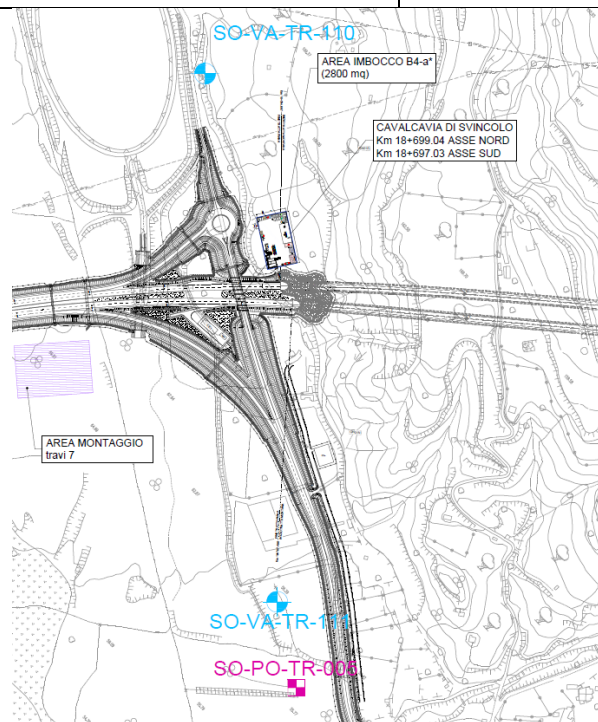 SO-VA-TR-110
AREA IMBOCCO B4-a*
(2800 mq)
CAVALCAVIA DI SVINCOLO
Km 18+699.04 ASSE NORD
Km 18+697.03 ASSE SUD
AREA MONTAGGIO
travi 7
SO-VA-TR-111
SO-PO-TR-005